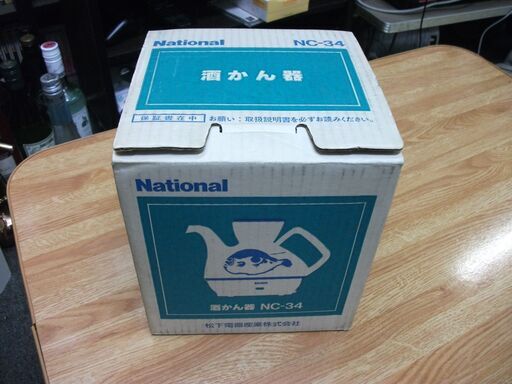 National NC-34
酒かん器
保証書在中 お願い:取扱説明書を必ずお読みください。
National
酒かん器 NC-34
松下電器産業株式会社